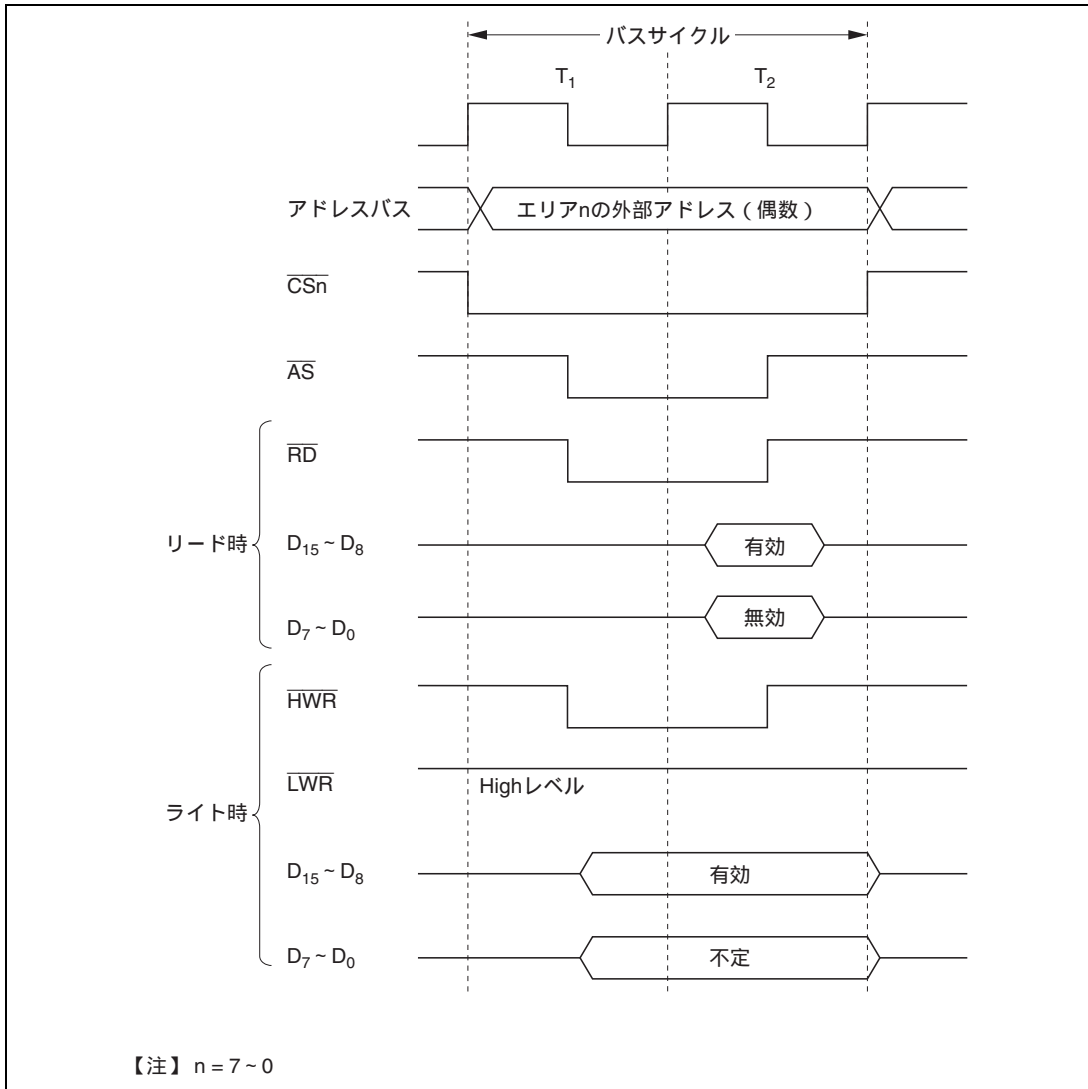 バスサイクル
T1 T2
アドレスバス エリアnの外部アドレス(偶数)
CSn
AS
リード時
RD
D15~D8 有効
D7~D0 無効
ライト時
HWR
LWR Highレベル
D15~D8 有効
D7~D0 不定
【注】n = 7~0